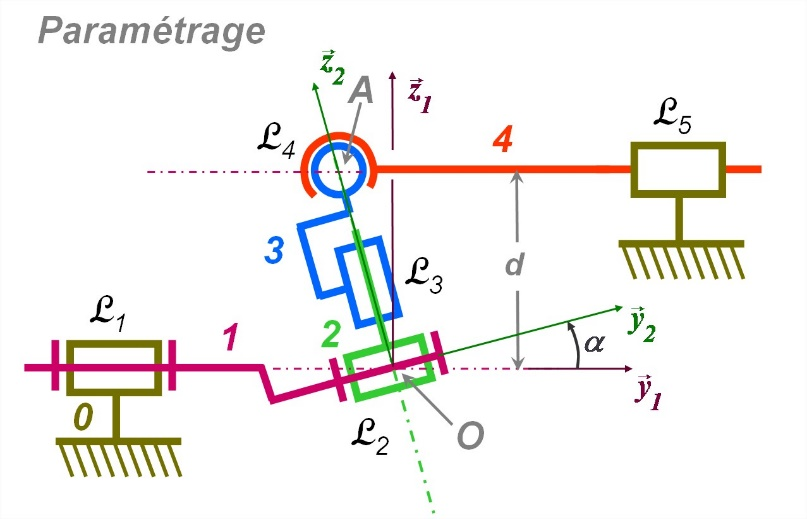 Paramétrage
z⃗₂
A
z⃗₁
ℒ₄
4
ℒ₅
3
ℒ₃
d
ℒ₁
1
2
y⃗₂
α
0
y⃗₁
ℒ₂
O